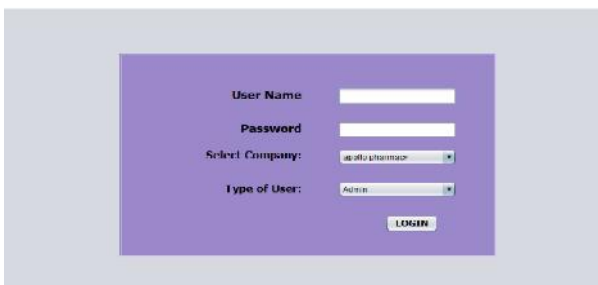 User Name
Password
Select Company: apollo pharmacy
Type of User: Admin
LOGIN